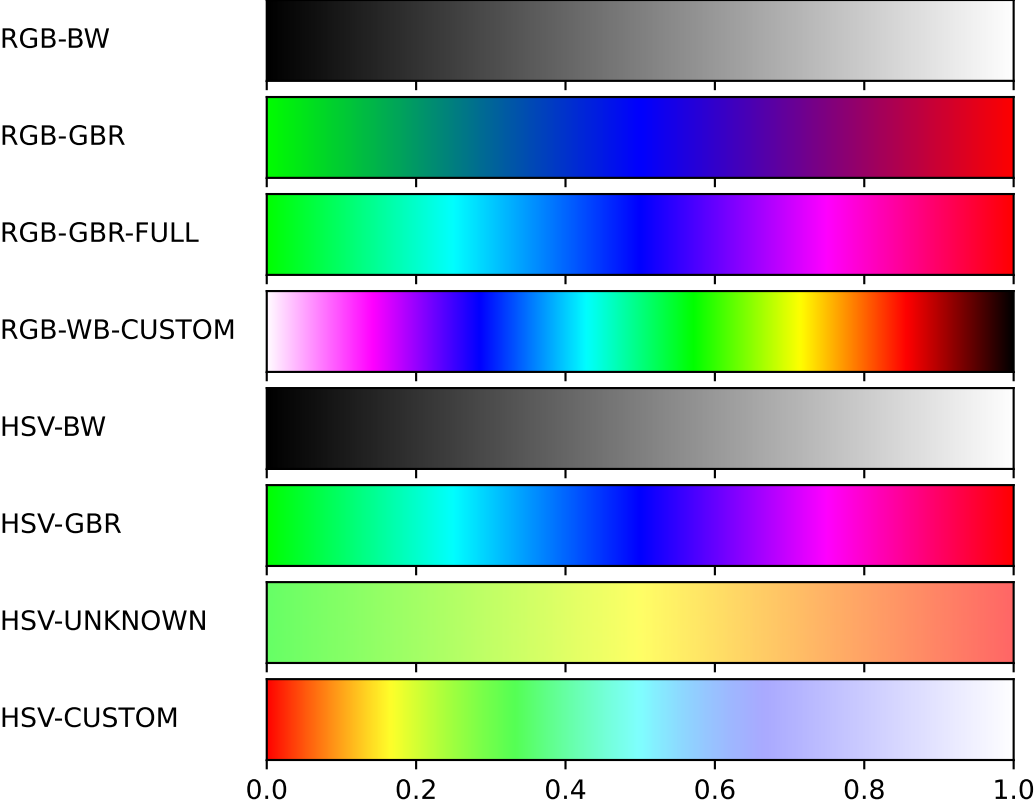 RGB-BW
RGB-GBR
RGB-GBR-FULL
RGB-WB-CUSTOM
HSV-BW
HSV-GBR
HSV-UNKNOWN
HSV-CUSTOM
0.0 0.2 0.4 0.6 0.8 1.0